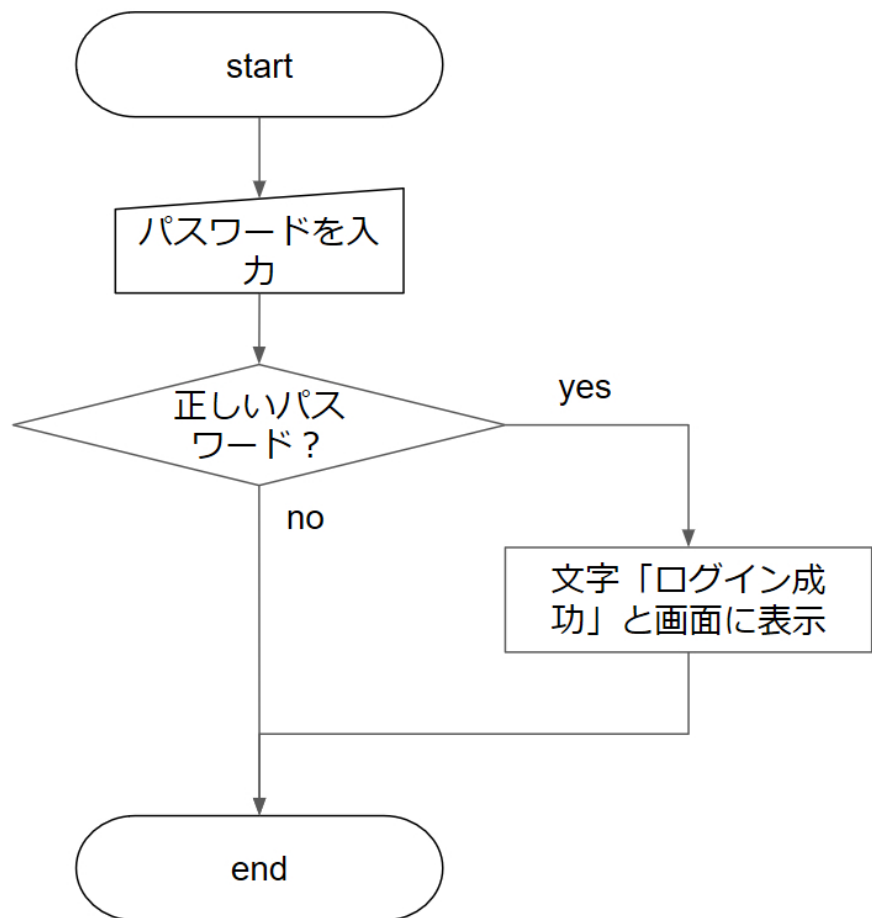 start
パスワードを入
力
正しいパス
ワード？
yes
no
文字「ログイン成
功」と画面に表示
end